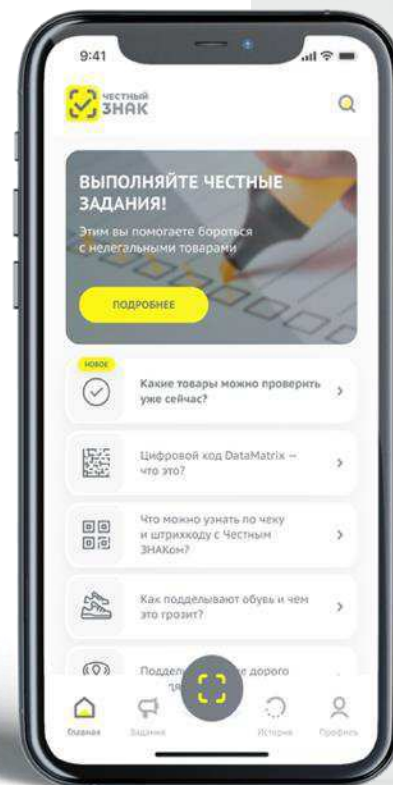 9:41
ЧЕСТНЫЙ
ЗНАК
ВЫПОЛНЯЙТЕ ЧЕСТНЫЕ
ЗАДАНИЯ!
Этим вы помогаете бороться
с нелегальными товарами
ПОДРОБНЕЕ
НОВОЕ
Какие товары можно проверить
уже сейчас?
Цифровой код DataMatrix —
что это?
Что можно узнать по чеку
и штрихкоду с Честным
ЗНАКом?
Как подделывают обувь и чем
это грозит?
дорого
Главная
Задания
История
Профиль